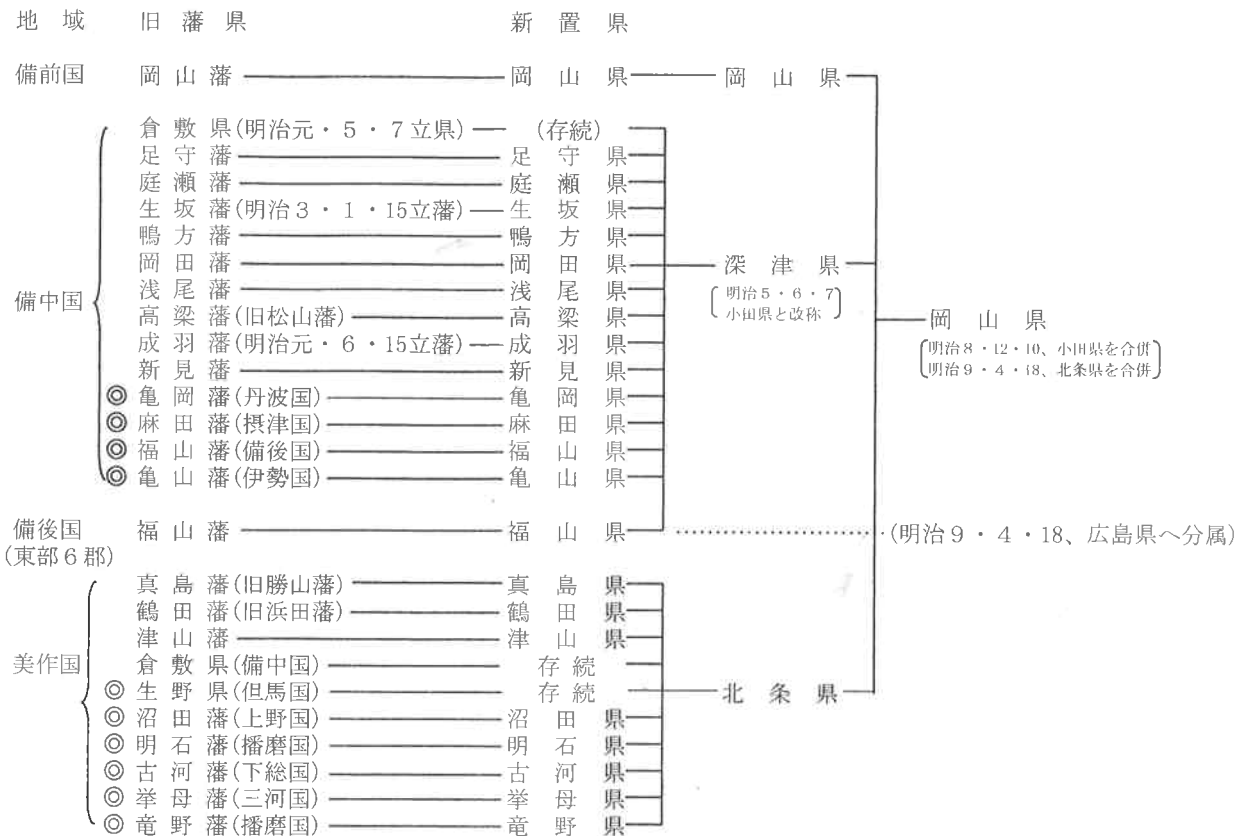 地域 旧藩県 新置県
備前国 岡山藩 岡山県 岡山県
倉敷県(明治元・5・7立県) (存続)
足守藩 足守県
庭瀬藩 庭瀬県
生坂藩(明治3・1・15立藩) 生坂県
鴨方藩 鴨方県
岡田藩 岡田県 深津県
浅尾藩 浅尾県 明治5・6・7
備中国 高梁藩(旧松山藩) 高梁県 小田県と改称
岡山県
成羽藩(明治元・6・15立藩) 成羽県 明治8・12・10、小田県を合併
新見藩 新見県 明治9・4・18、北条県を合併
◎亀岡藩(丹波国) 亀岡県
◎麻田藩(摂津国) 麻田県
◎福山藩(備後国) 福山県
◎亀山藩(伊勢国) 亀山県
備後国 福山藩 福山県 (明治9・4・18、広島県へ分属)
(東部6郡)
真島藩(旧勝山藩) 真島県
鶴田藩(旧浜田藩) 鶴田県
津山藩 津山県
美作国 倉敷県(備中国) 存続
◎生野県(但馬国) 存続 北条県
◎沼田藩(上野国) 沼田県
◎明石藩(播磨国) 明石県
◎古河藩(下総国) 古河県
◎挙母藩(三河国) 挙母県
◎竜野藩(播磨国) 竜野県